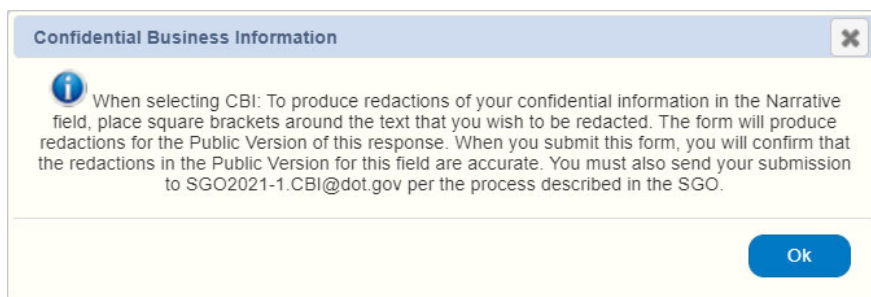 Confidential Business Information
When selecting CBI: To produce redactions of your confidential information in the Narrative
field, place square brackets around the text that you wish to be redacted. The form will produce
redactions for the Public Version of this response. When you submit this form, you will confirm that
the redactions in the Public Version for this field are accurate. You must also send your submission
to SGO2021-1.CBI@dot.gov per the process described in the SGO.
Ok